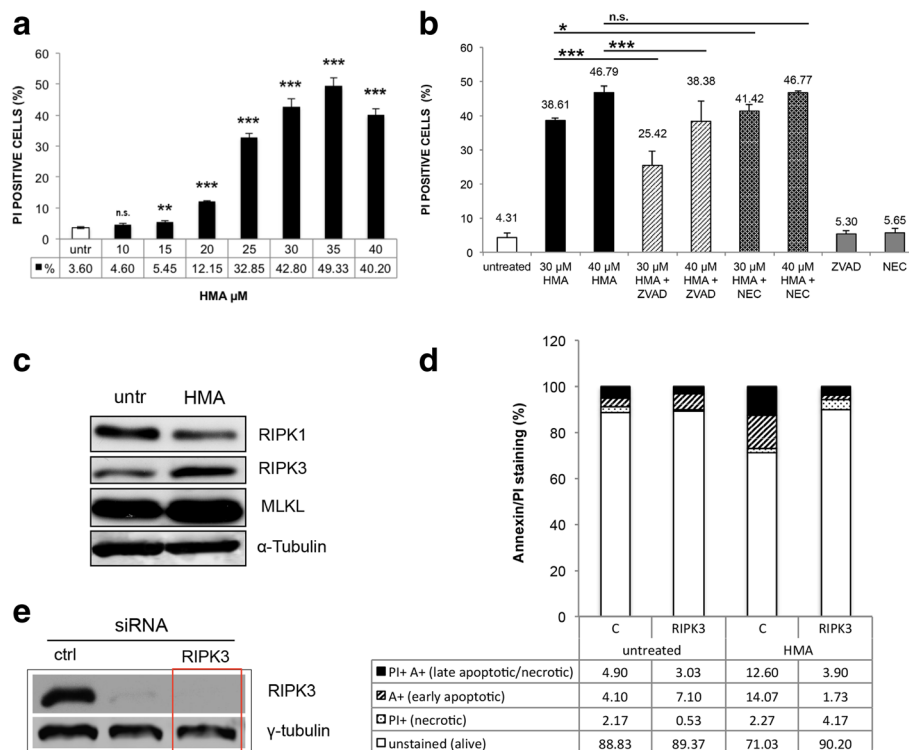 a
PI POSITIVE CELLS (%)
60
50
40
30
20
10
0
n.s.
**
***
***
***
***
***
untr 10 15 20 25 30 35 40
% 3.60 4.60 5.45 12.15 32.85 42.80 49.33 40.20
HMA µM
b
PI POSITIVE CELLS (%)
60
50
40
30
20
10
0
n.s.
*
*** ***
4.31 38.61 46.79 25.42 38.38 41.42 46.77 5.30 5.65
untreated 30 µM 40 µM 30 µM 40 µM 30 µM 40 µM ZVAD NEC
HMA HMA HMA + HMA + HMA + HMA +
ZVAD ZVAD NEC NEC
c
untr HMA
RIPK1
RIPK3
MLKL
α-Tubulin
d
Annexin/PI staining (%)
120
100
80
60
40
20
0
C RIPK3 C RIPK3
untreated HMA
PI+ A+ (late apoptotic/necrotic) 4.90 3.03 12.60 3.90
A+ (early apoptotic) 4.10 7.10 14.07 1.73
PI+ (necrotic) 2.17 0.53 2.27 4.17
unstained (alive) 88.83 89.37 71.03 90.20
e
siRNA
ctrl RIPK3
RIPK3
γ-tubulin